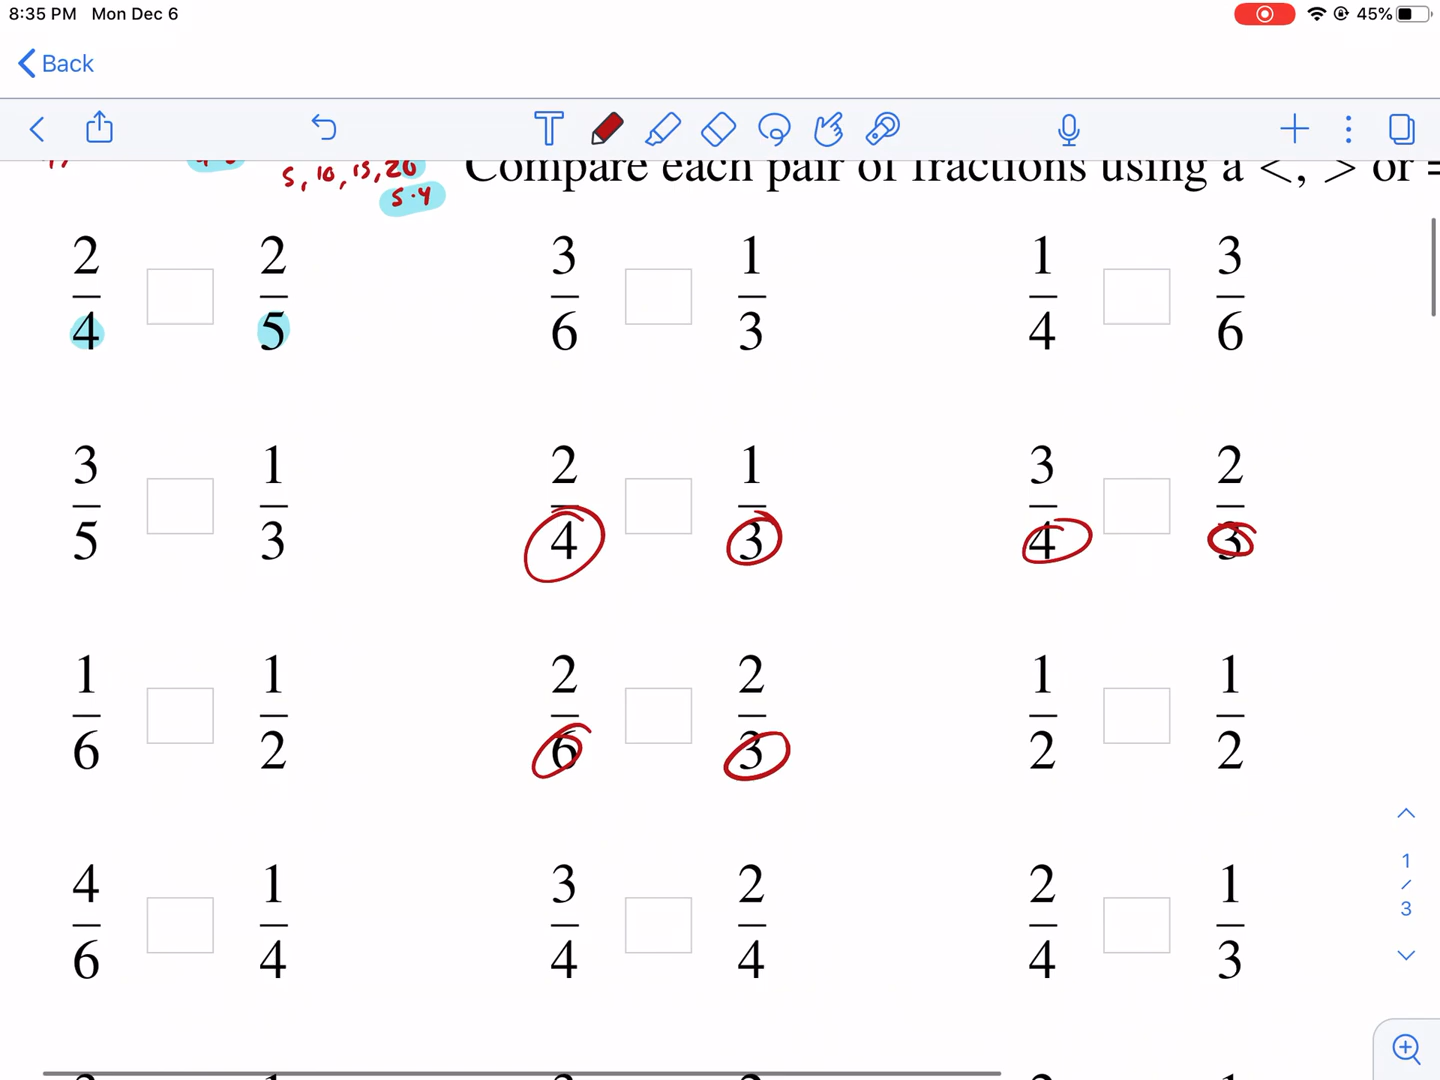 8:35 PM Mon Dec 6
45%
Back
5, 10, 15, 20
5·4
Compare each pair of fractions using a <, > or =
2/4 2/5 3/6 1/3 1/4 3/6
3/5 1/3 2/4 1/3 3/4 2/3
1/6 1/2 2/6 2/3 1/2 1/2
4/6 1/4 3/4 2/4 2/4 1/3
1
/
3